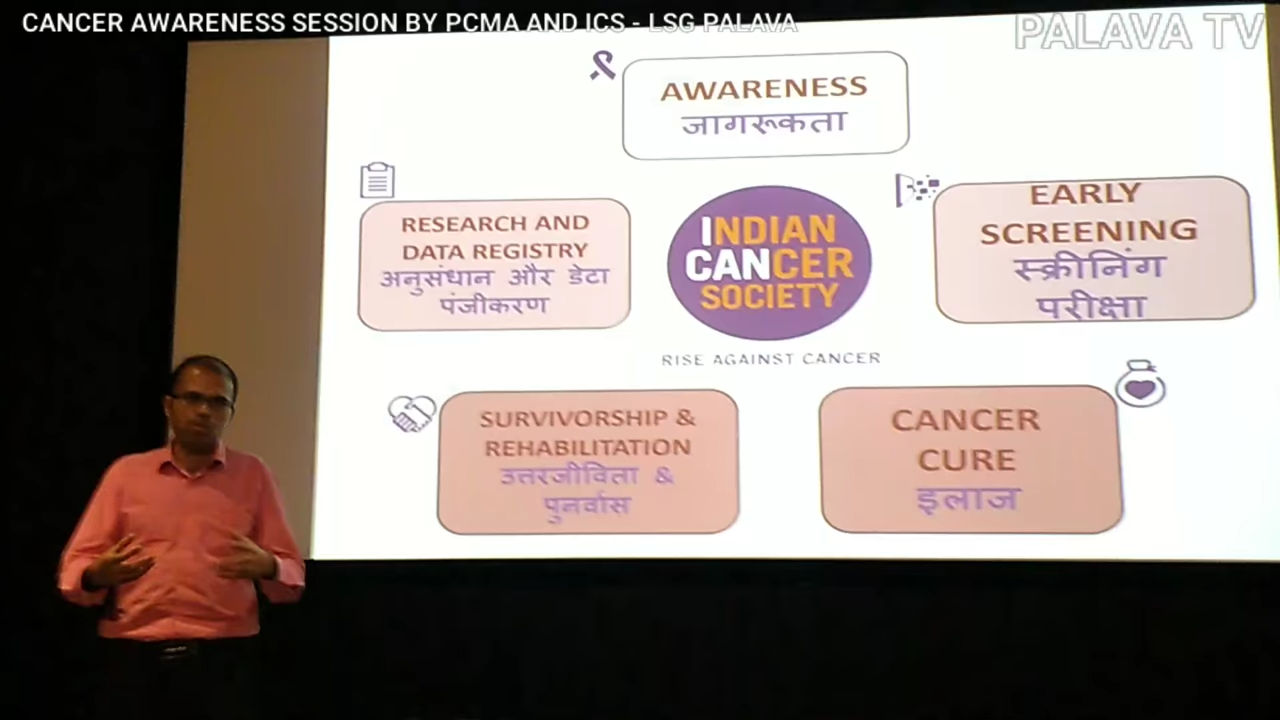 CANCER AWARENESS SESSION BY PCMA AND ICS - LSG PALAVA
PALAVA TV
AWARENESS
जागरूकता
RESEARCH AND
DATA REGISTRY
अनुसंधान और डेटा
पंजीकरण
INDIAN
CANCER
SOCIETY
RISE AGAINST CANCER
EARLY
SCREENING
स्क्रीनिंग
परीक्षा
SURVIVORSHIP &
REHABILITATION
उत्तरजीविता &
पुनर्वास
CANCER
CURE
इलाज